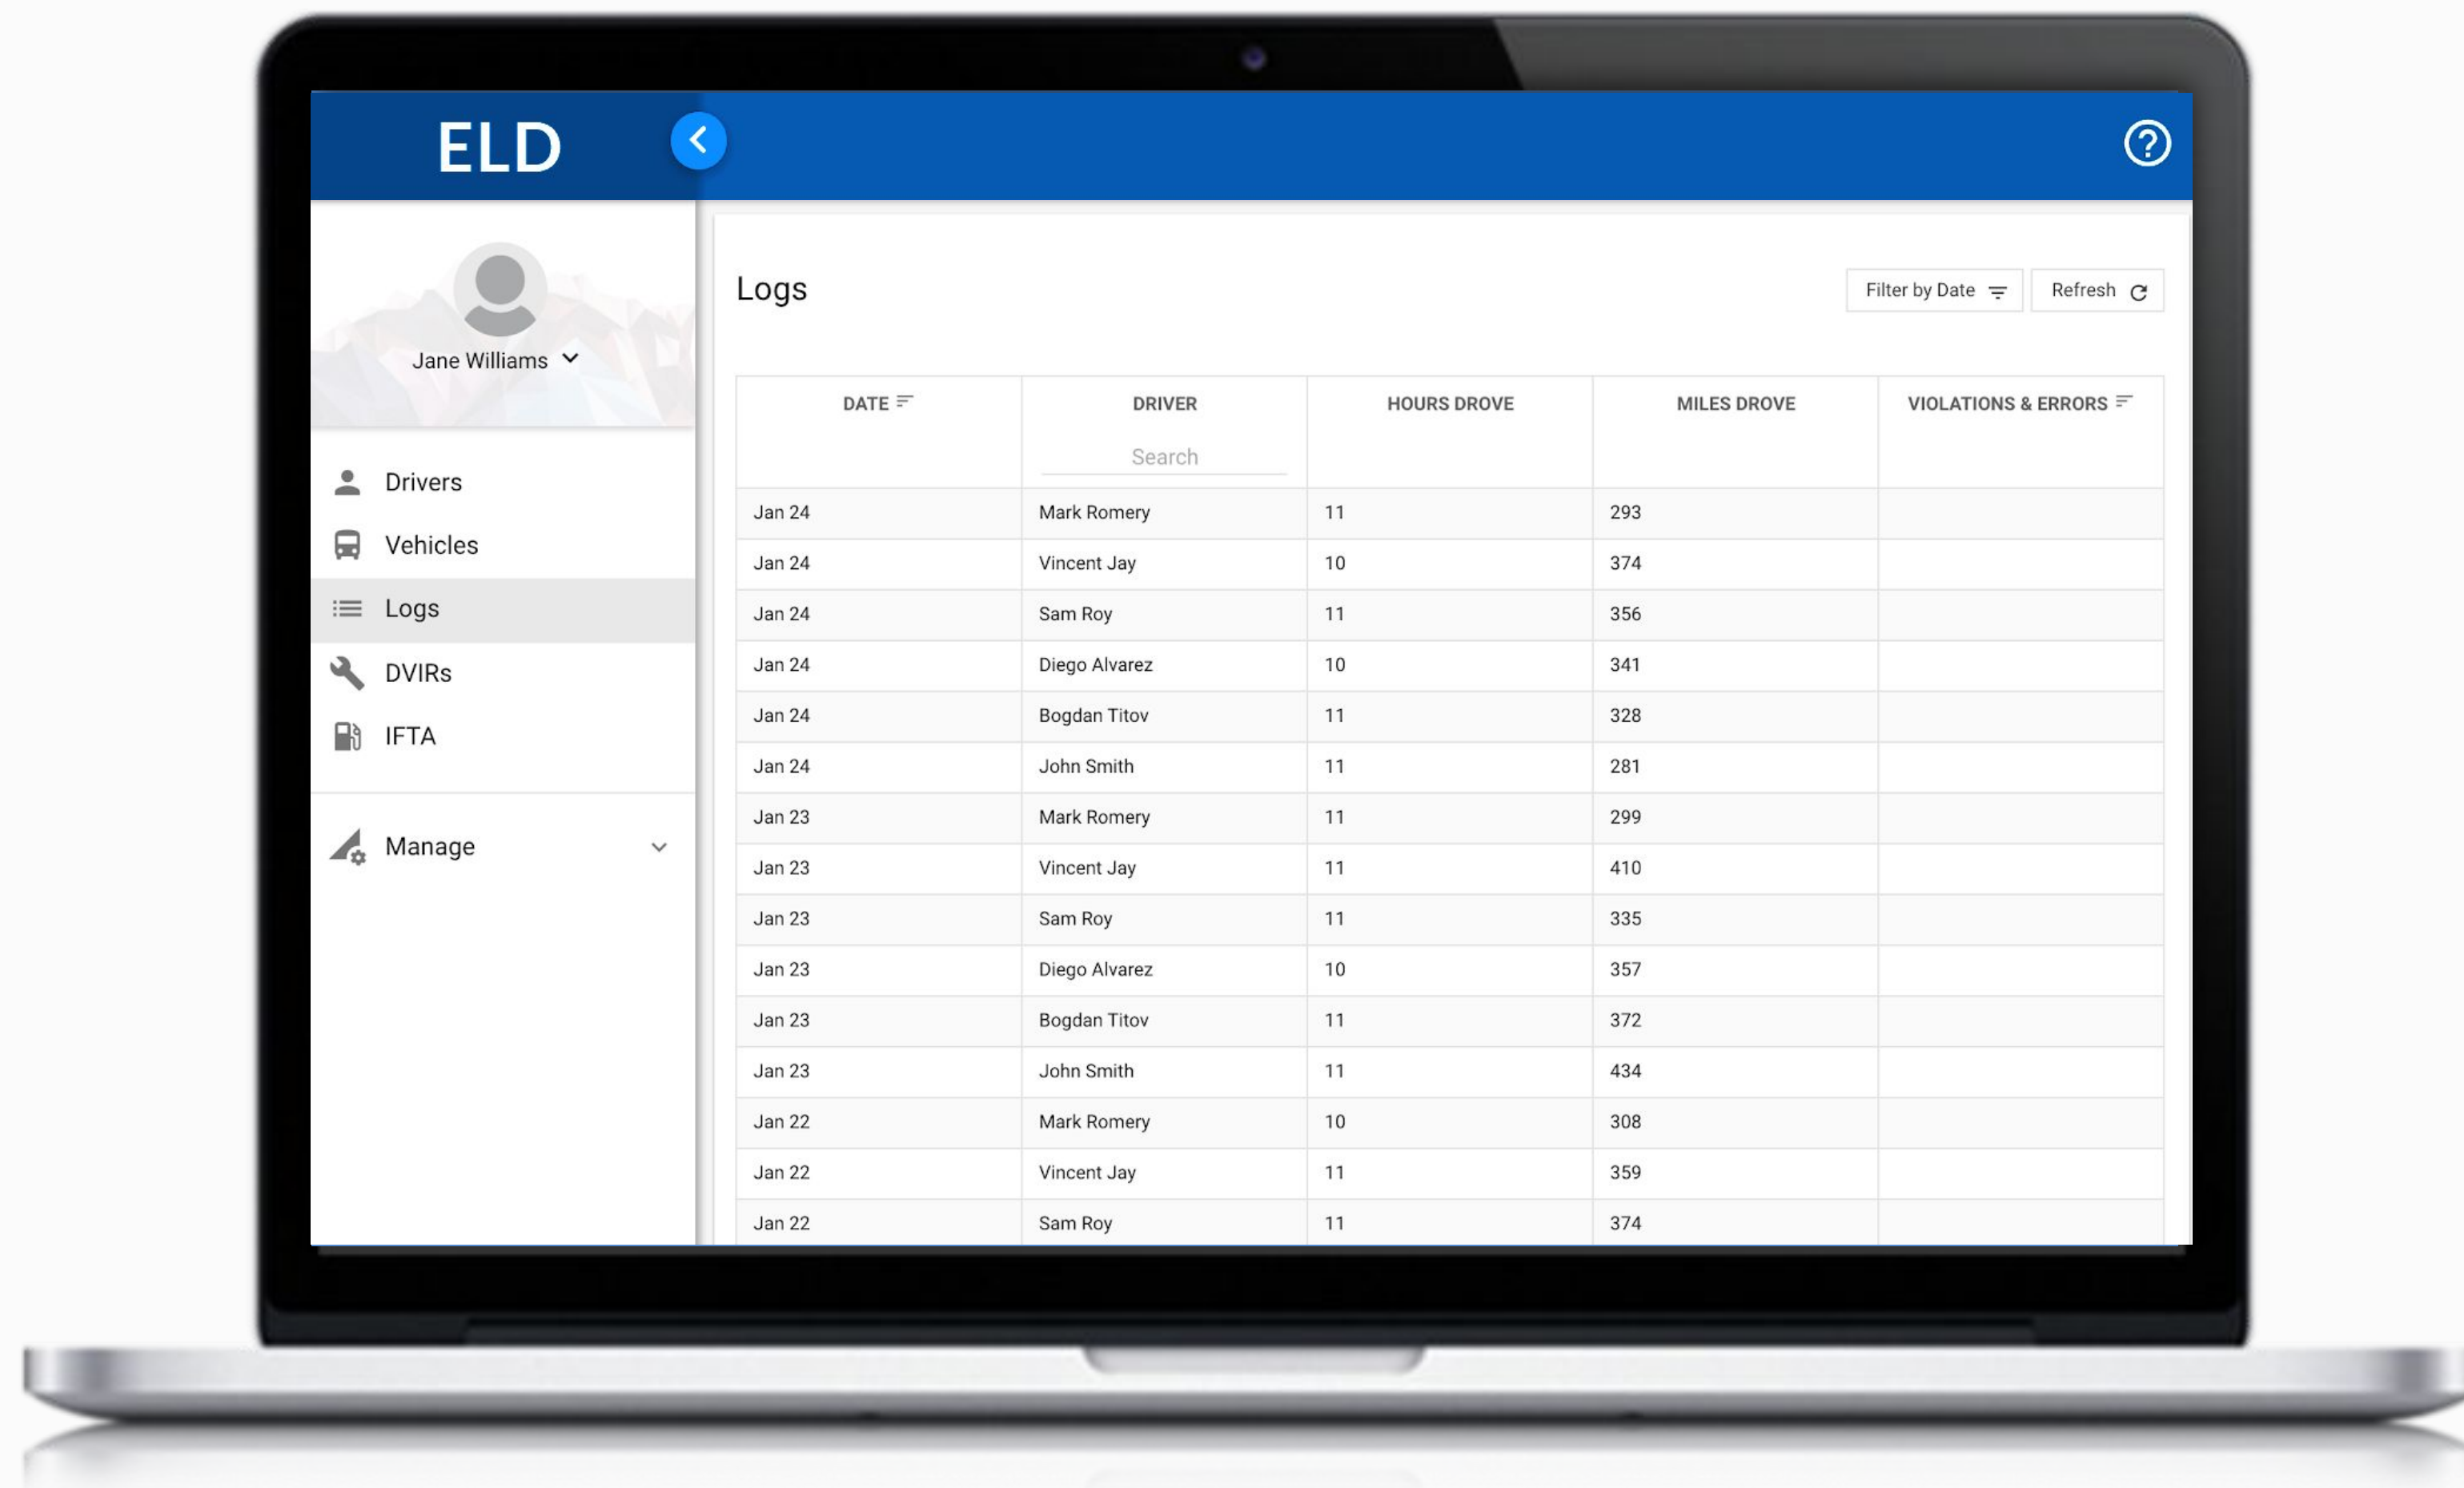 ELD
Jane Williams
Drivers
Vehicles
Logs
DVIRs
IFTA
Manage
Logs
Filter by Date
Refresh
DATE DRIVER HOURS DROVE MILES DROVE VIOLATIONS & ERRORS
Search
Jan 24 Mark Romery 11 293
Jan 24 Vincent Jay 10 374
Jan 24 Sam Roy 11 356
Jan 24 Diego Alvarez 10 341
Jan 24 Bogdan Titov 11 328
Jan 24 John Smith 11 281
Jan 23 Mark Romery 11 299
Jan 23 Vincent Jay 11 410
Jan 23 Sam Roy 11 335
Jan 23 Diego Alvarez 10 357
Jan 23 Bogdan Titov 11 372
Jan 23 John Smith 11 434
Jan 22 Mark Romery 10 308
Jan 22 Vincent Jay 11 359
Jan 22 Sam Roy 11 374